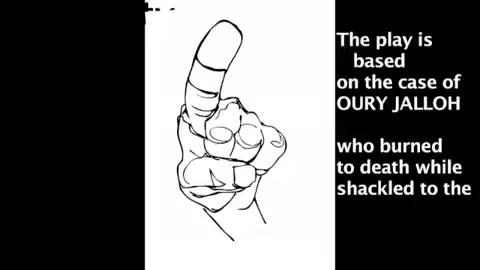 The play is
based
on the case of
OURY JALLOH
who burned
to death while
shackled to the